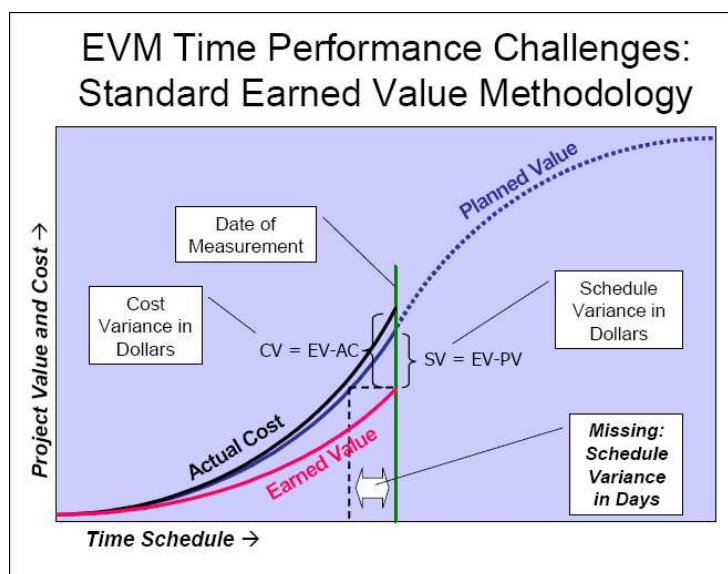 EVM Time Performance Challenges:
Standard Earned Value Methodology
Planned Value
Date of
Measurement
Cost
Variance in
Dollars
Schedule
Variance in
Dollars
CV = EV-AC
SV = EV-PV
Actual Cost
Earned Value
Missing:
Schedule
Variance
in Days
Project Value and Cost →
Time Schedule →